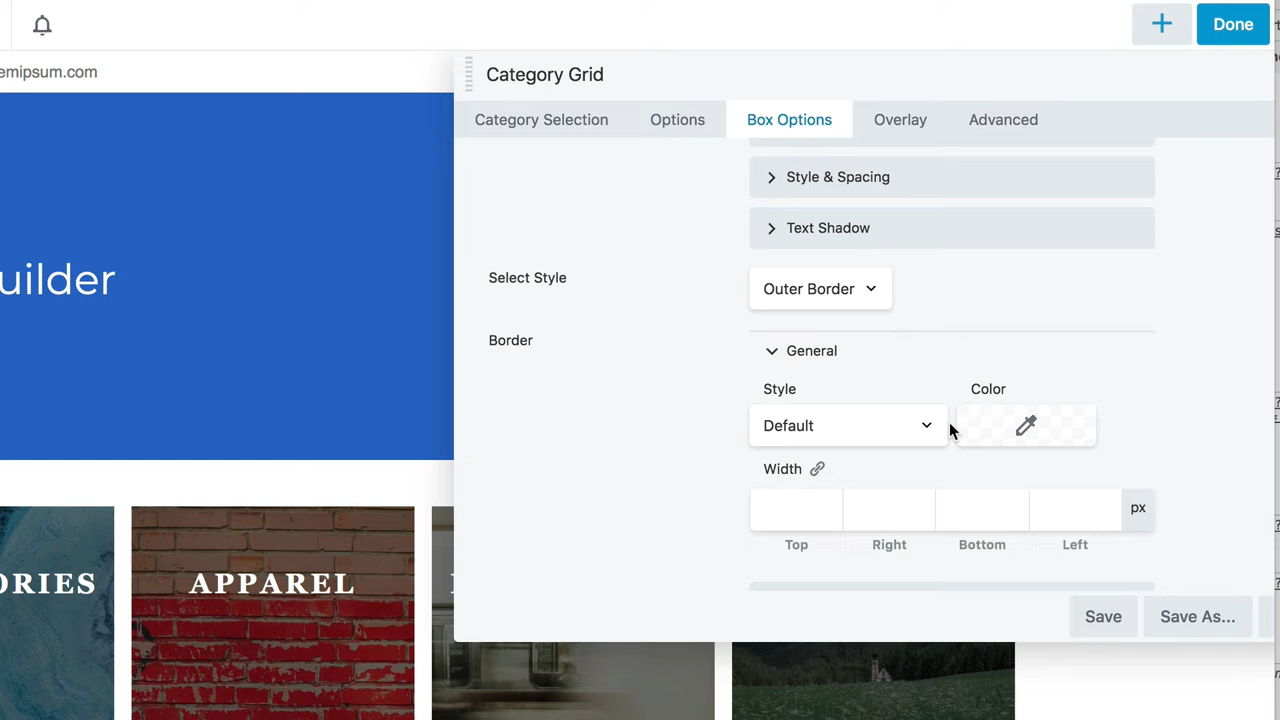 Done
emipsum.com
Category Grid
Category Selection Options Box Options Overlay Advanced
Style & Spacing
Text Shadow
Select Style
Outer Border
Border
General
Style Color
Default
uilder
Width
px
Top Right Bottom Left
ORIES APPAREL
Save Save As...